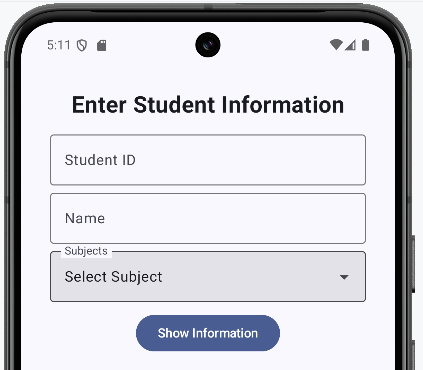 5:11
Enter Student Information
Student ID
Name
Subjects
Select Subject
Show Information